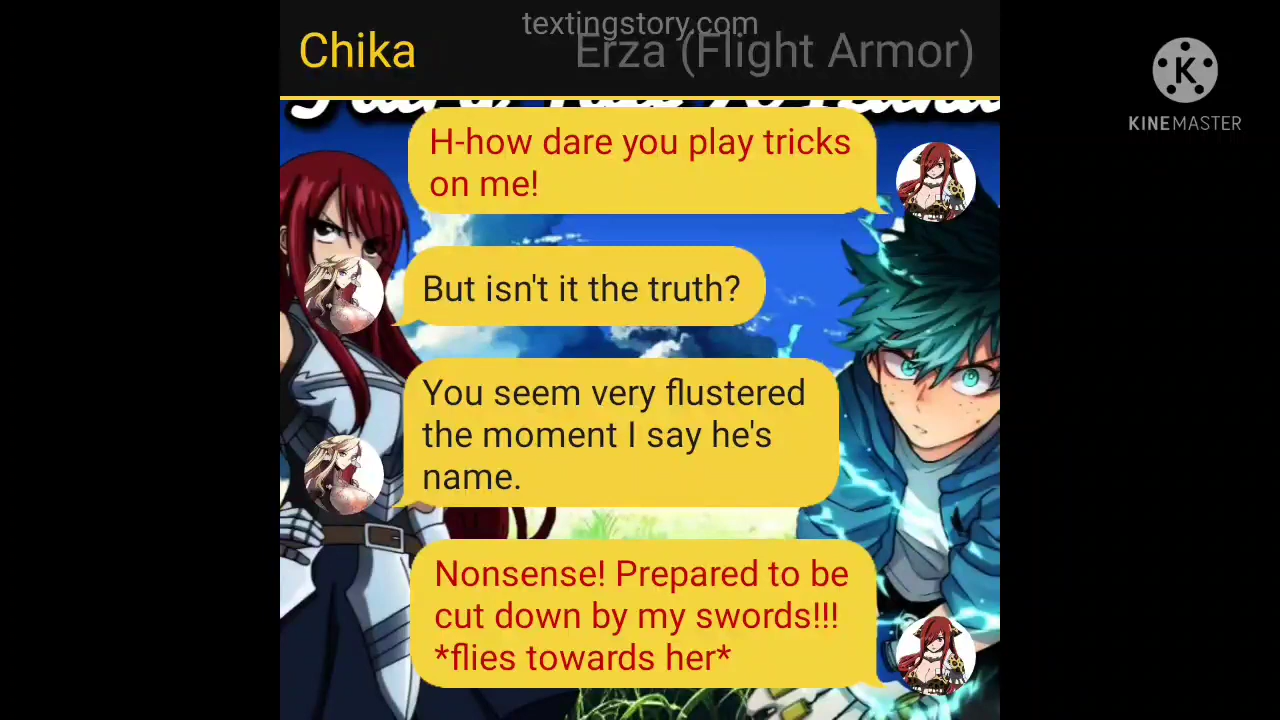 textingstory.com
Chika
Erza (Flight Armor)
KINEMASTER
H-how dare you play tricks
on me!
But isn't it the truth?
You seem very flustered
the moment I say he's
name.
Nonsense! Prepared to be
cut down by my swords!!!
*flies towards her*